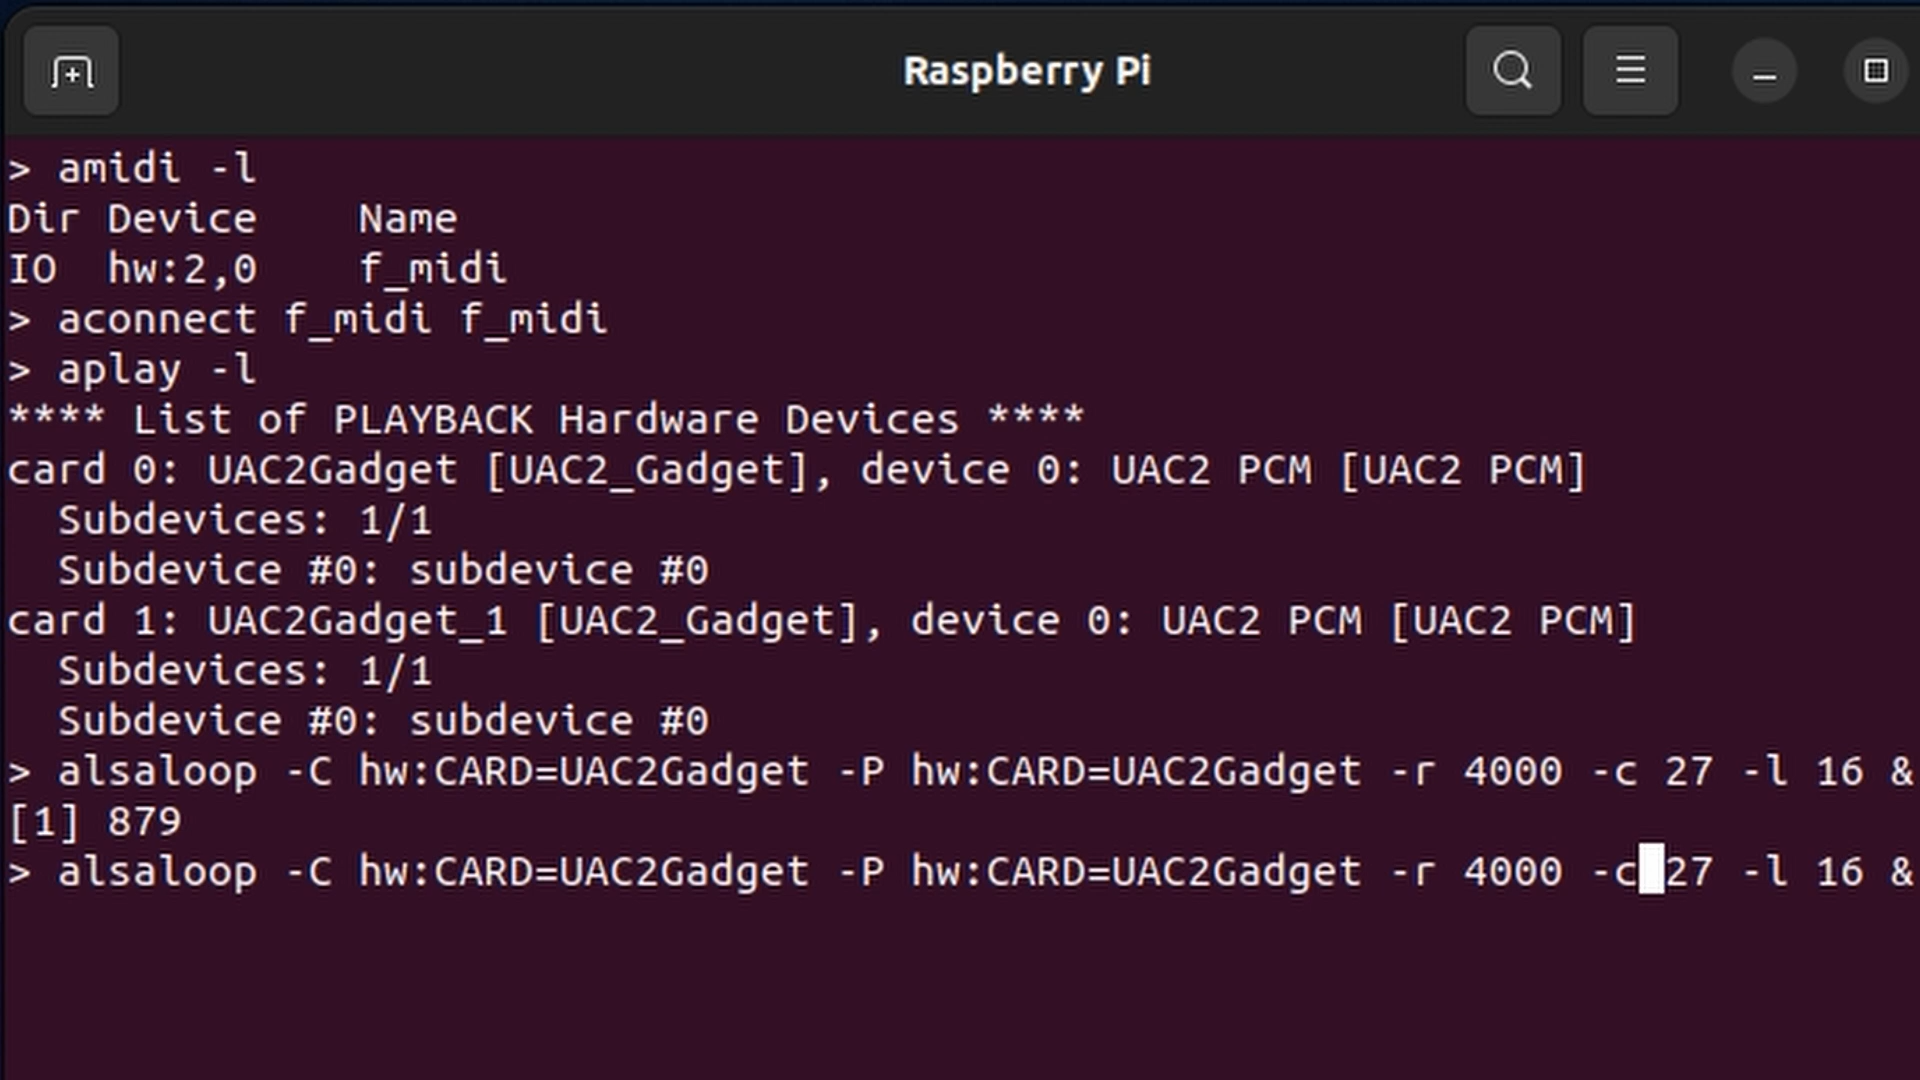 Raspberry Pi
> amidi -l
Dir Device    Name
IO  hw:2,0    f_midi
> aconnect f_midi f_midi
> aplay -l
**** List of PLAYBACK Hardware Devices ****
card 0: UAC2Gadget [UAC2_Gadget], device 0: UAC2 PCM [UAC2 PCM]
  Subdevices: 1/1
  Subdevice #0: subdevice #0
card 1: UAC2Gadget_1 [UAC2_Gadget], device 0: UAC2 PCM [UAC2 PCM]
  Subdevices: 1/1
  Subdevice #0: subdevice #0
> alsaloop -C hw:CARD=UAC2Gadget -P hw:CARD=UAC2Gadget -r 4000 -c 27 -l 16 &
[1] 879
> alsaloop -C hw:CARD=UAC2Gadget -P hw:CARD=UAC2Gadget -r 4000 -c 27 -l 16 &